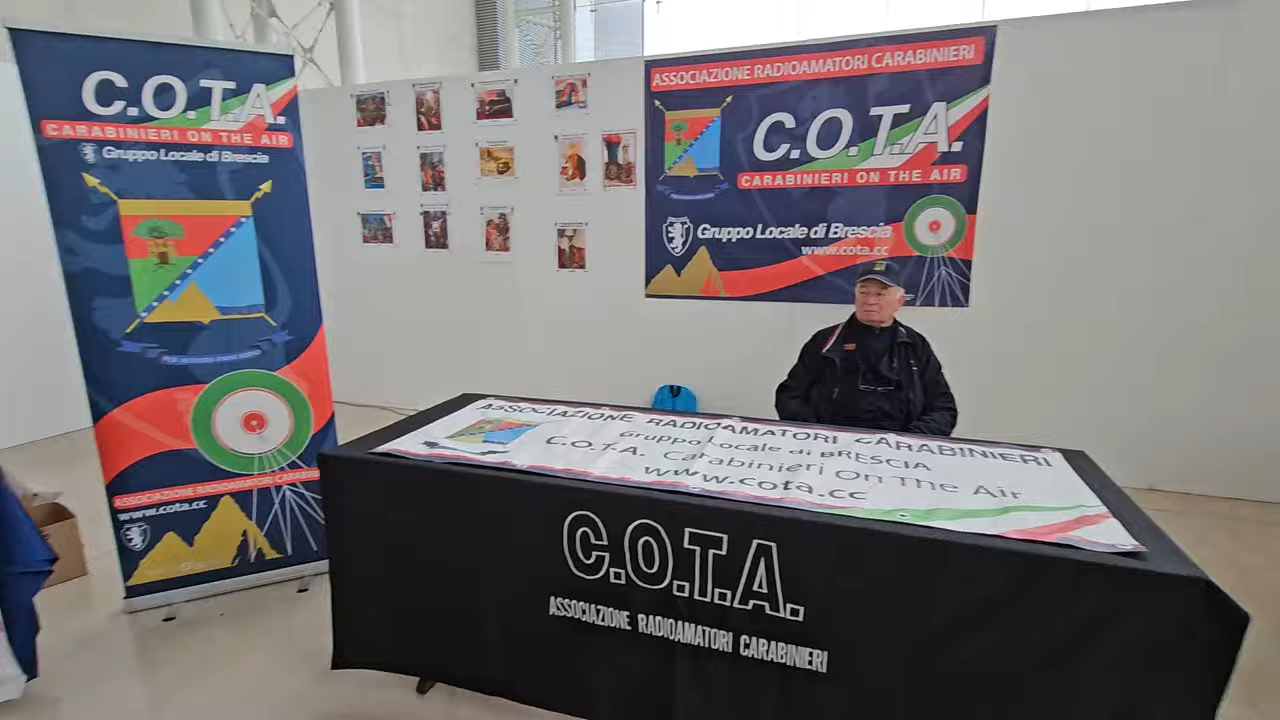 C.O.T.A.
CARABINIERI ON THE AIR
Gruppo Locale di Brescia
ASSOCIAZIONE RADIOAMATORI CARABINIERI
www.cota.cc
ASSOCIAZIONE RADIOAMATORI CARABINIERI
C.O.T.A.
CARABINIERI ON THE AIR
Gruppo Locale di Brescia
www.cota.cc
ASSOCIAZIONE RADIOAMATORI CARABINIERI
Gruppo Locale di BRESCIA
C.O.T.A. Carabinieri On The Air
www.cota.cc
C.O.T.A.
ASSOCIAZIONE RADIOAMATORI CARABINIERI